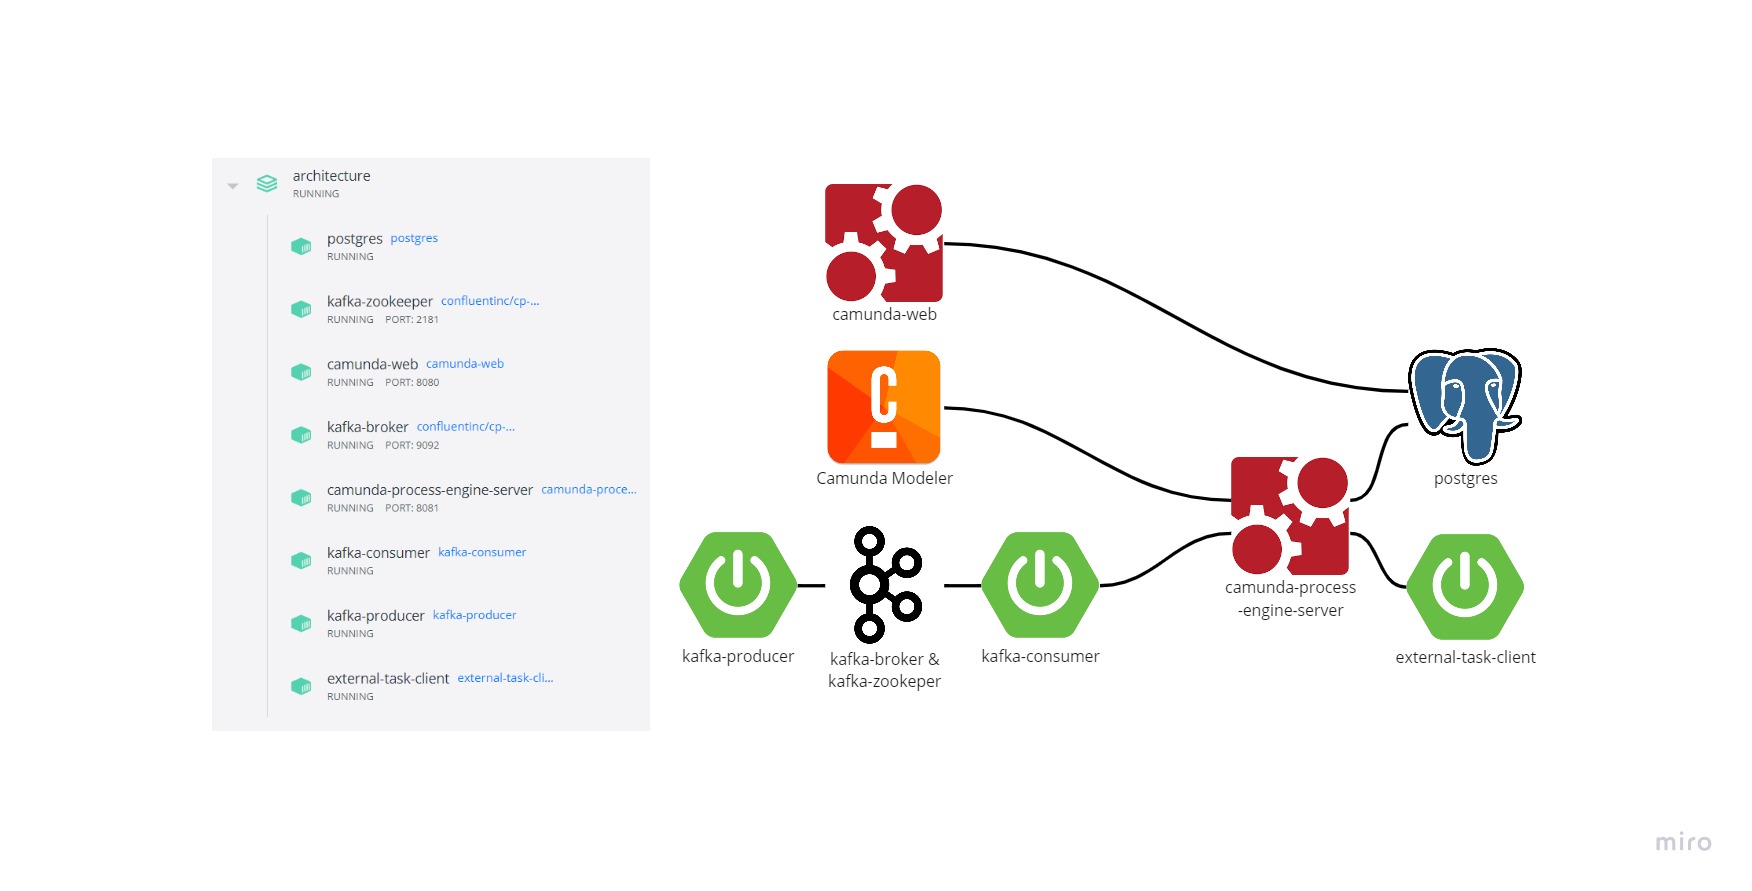 architecture
RUNNING
postgres postgres
RUNNING
kafka-zookeeper confluentinc/cp-...
RUNNING PORT: 2181
camunda-web camunda-web
RUNNING PORT: 8080
kafka-broker confluentinc/cp-...
RUNNING PORT: 9092
camunda-process-engine-server camunda-proce...
RUNNING PORT: 8081
kafka-consumer kafka-consumer
RUNNING
kafka-producer kafka-producer
RUNNING
external-task-client external-task-cli...
RUNNING
camunda-web
C
Camunda Modeler
postgres
camunda-process
-engine-server
kafka-producer
kafka-broker &
kafka-zookeper
kafka-consumer
external-task-client
miro